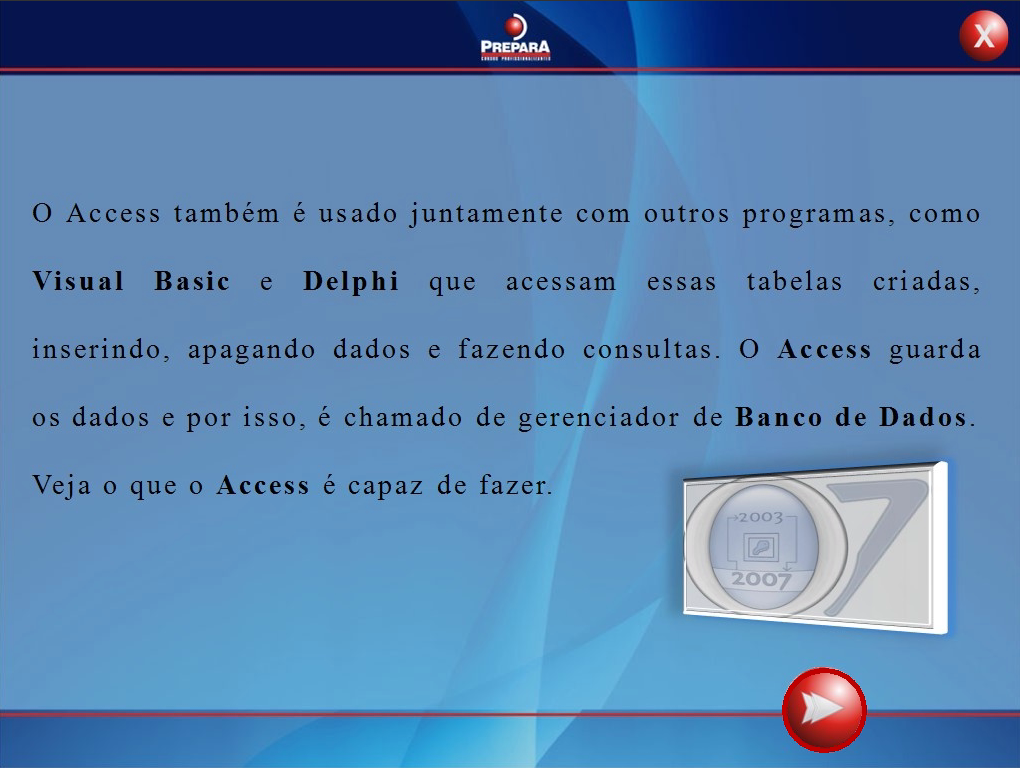 PREPARA
CURSOS PROFISSIONALIZANTES
X
O Access também é usado juntamente com outros programas, como
Visual Basic e Delphi que acessam essas tabelas criadas,
inserindo, apagando dados e fazendo consultas. O Access guarda
os dados e por isso, é chamado de gerenciador de Banco de Dados.
Veja o que o Access é capaz de fazer.
2003
2007
07